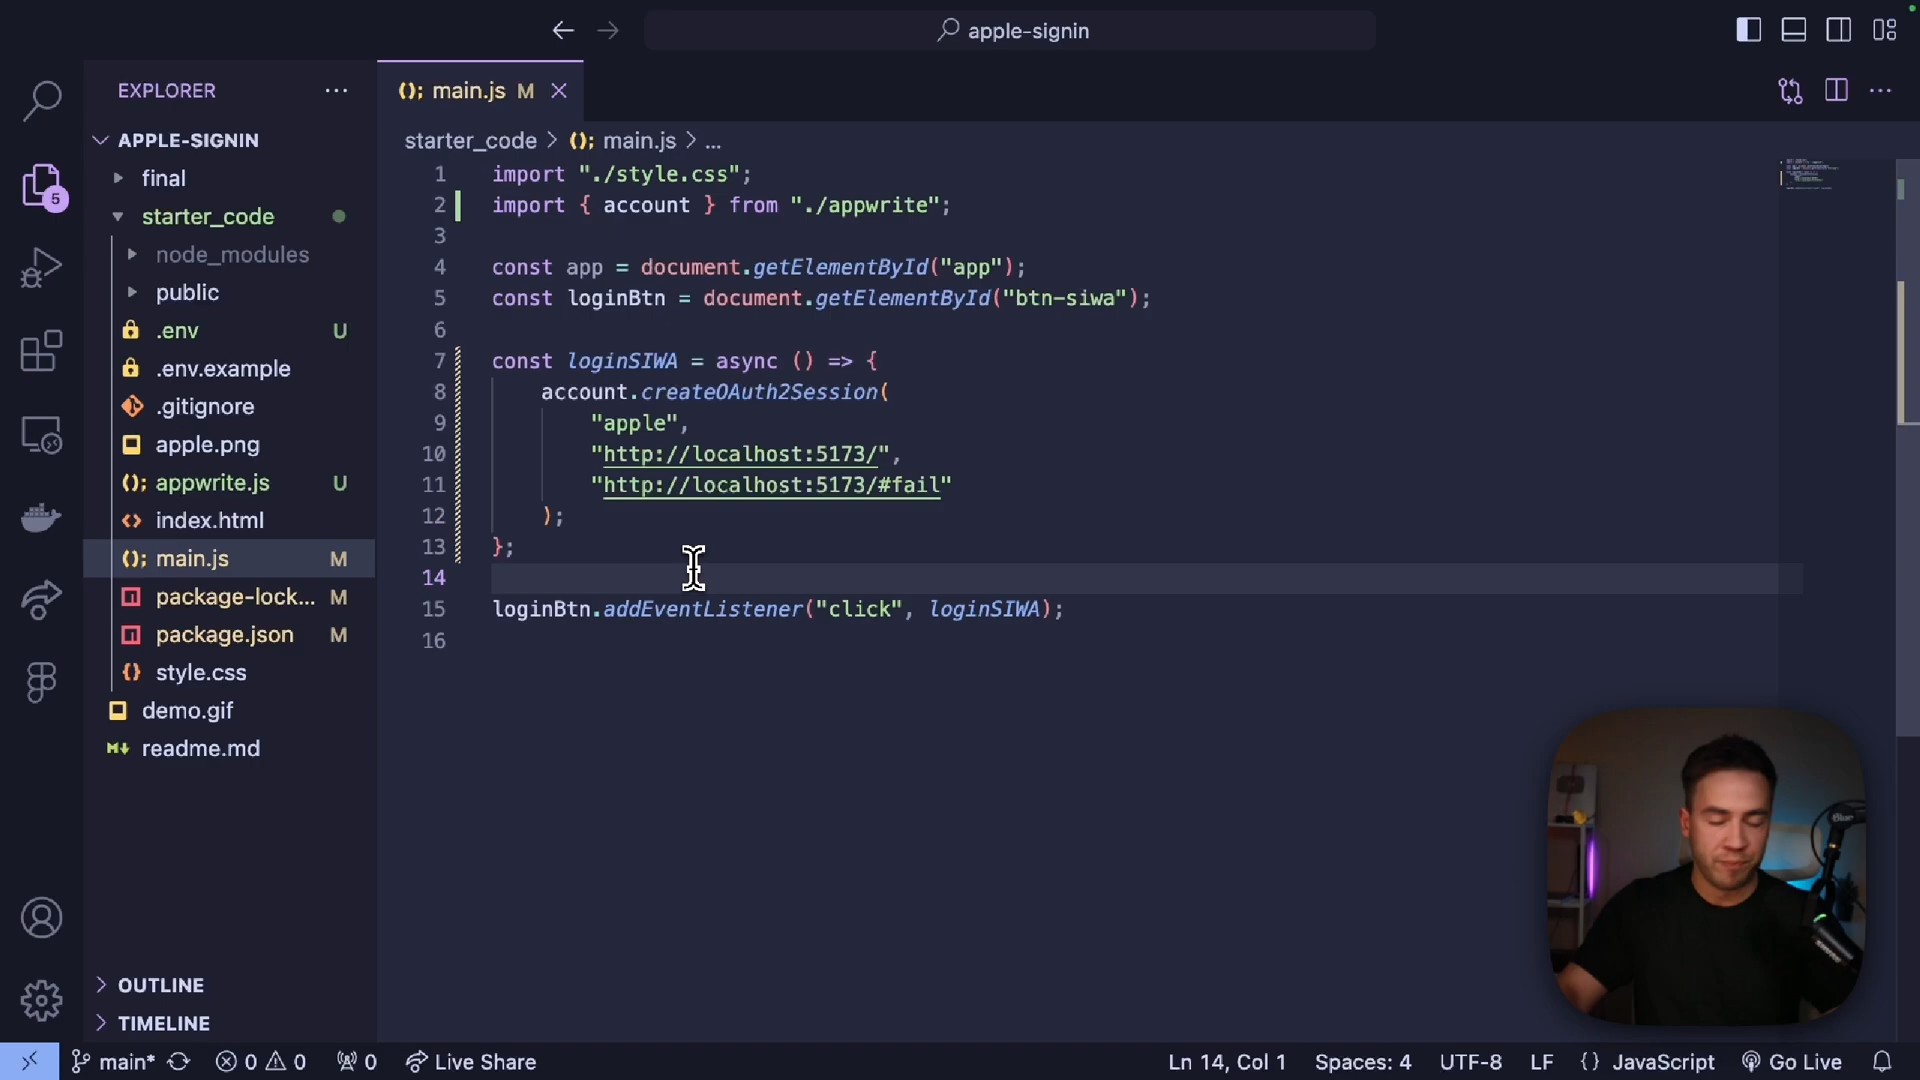 apple-signin
EXPLORER
APPLE-SIGNIN
final
starter_code
node_modules
public
.env U
.env.example
.gitignore
apple.png
appwrite.js U
index.html
main.js M
package-lock... M
package.json M
style.css
demo.gif
readme.md
OUTLINE
TIMELINE
5
main.js M
starter_code > main.js > ...
1 import "./style.css";
2 import { account } from "./appwrite";
3
4 const app = document.getElementById("app");
5 const loginBtn = document.getElementById("btn-siwa");
6
7 const loginSIWA = async () => {
8 account.createOAuth2Session(
9 "apple",
10 "http://localhost:5173/",
11 "http://localhost:5173/#fail"
12 );
13 };
14
15 loginBtn.addEventListener("click", loginSIWA);
16
main* 0 0 0 Live Share Ln 14, Col 1 Spaces: 4 UTF-8 LF {} JavaScript Go Live